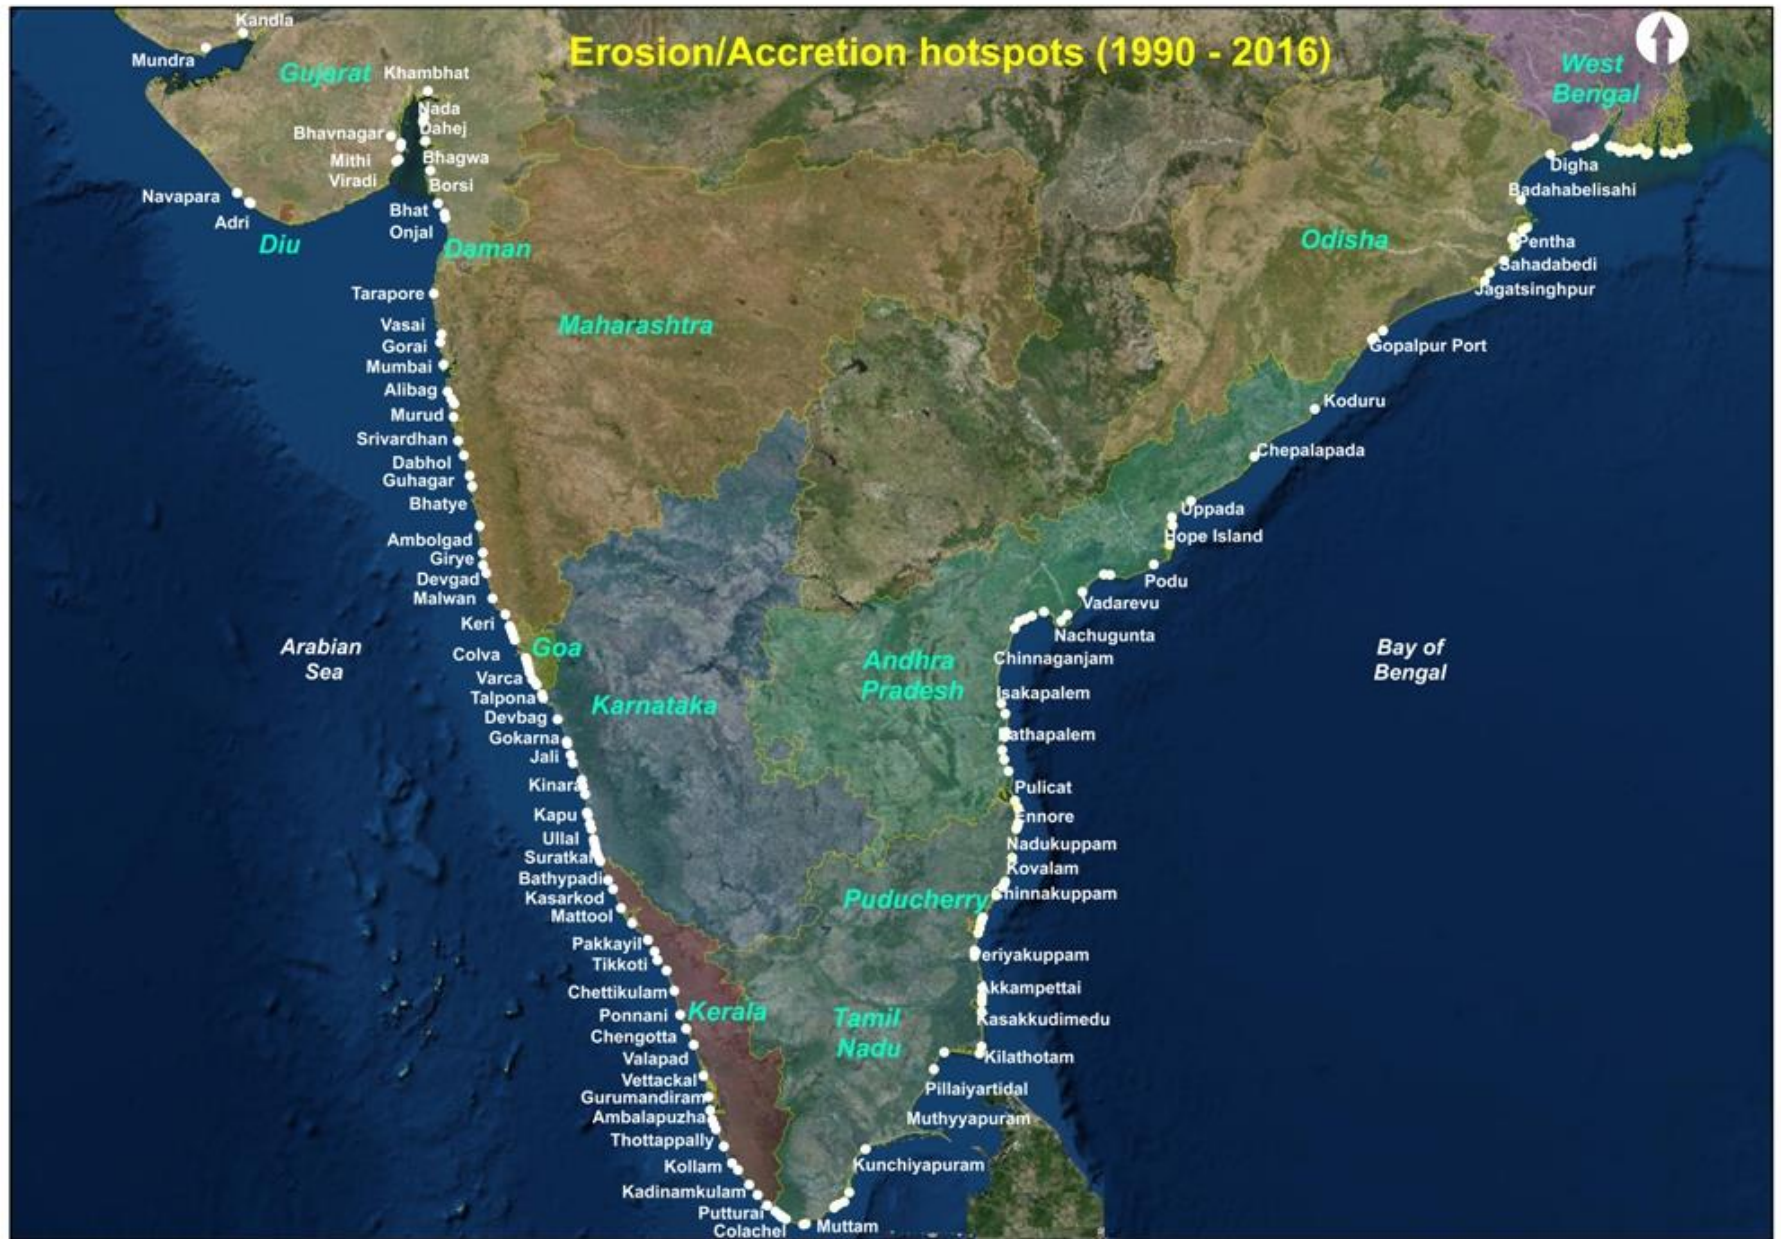 Erosion/Accretion hotspots (1990 - 2016)
Kandla
Mundra
Gujarat
Khambhat
Nada
Dahej
Bhavnagar
Mithi
Viradi
Bhagwa
Borsi
Navapara
Adri
Bhat
Onjal
Diu
Daman
Tarapore
Vasai
Gorai
Mumbai
Alibag
Murud
Srivardhan
Dabhol
Guhagar
Bhatye
Ambolgad
Girye
Devgad
Malwan
Keri
Maharashtra
Goa
Arabian
Sea
Colva
Varca
Talpona
Devbag
Gokarna
Jali
Kinara
Kapu
Ullal
Suratkal
Karnataka
Bathypadi
Kasarkod
Mattool
Pakkayil
Tikkoti
Chettikulam
Ponnani
Chengotta
Valapad
Vettackal
Gurumandiram
Ambalapuzha
Thottappally
Kollam
Kadinamkulam
Putturai
Colachel
Kerala
West
Bengal
Digha
Badahabelisahi
Odisha
Pentha
Sahadabedi
Jagatsinghpur
Gopalpur Port
Koduru
Chepalapada
Uppada
Hope Island
Podu
Vadarevu
Nachugunta
Chinnaganjam
Andhra
Pradesh
Isakapalem
Pulicat
Ennore
Nadukuppam
Kovalam
Chinnakuppam
Puducherry
Periyakuppam
Akkampettai
Kasakkudimedu
Tamil
Nadu
Kilathotam
Pillaiyartidal
Muthyyapuram
Kunchiyapuram
Muttam
Bay of
Bengal